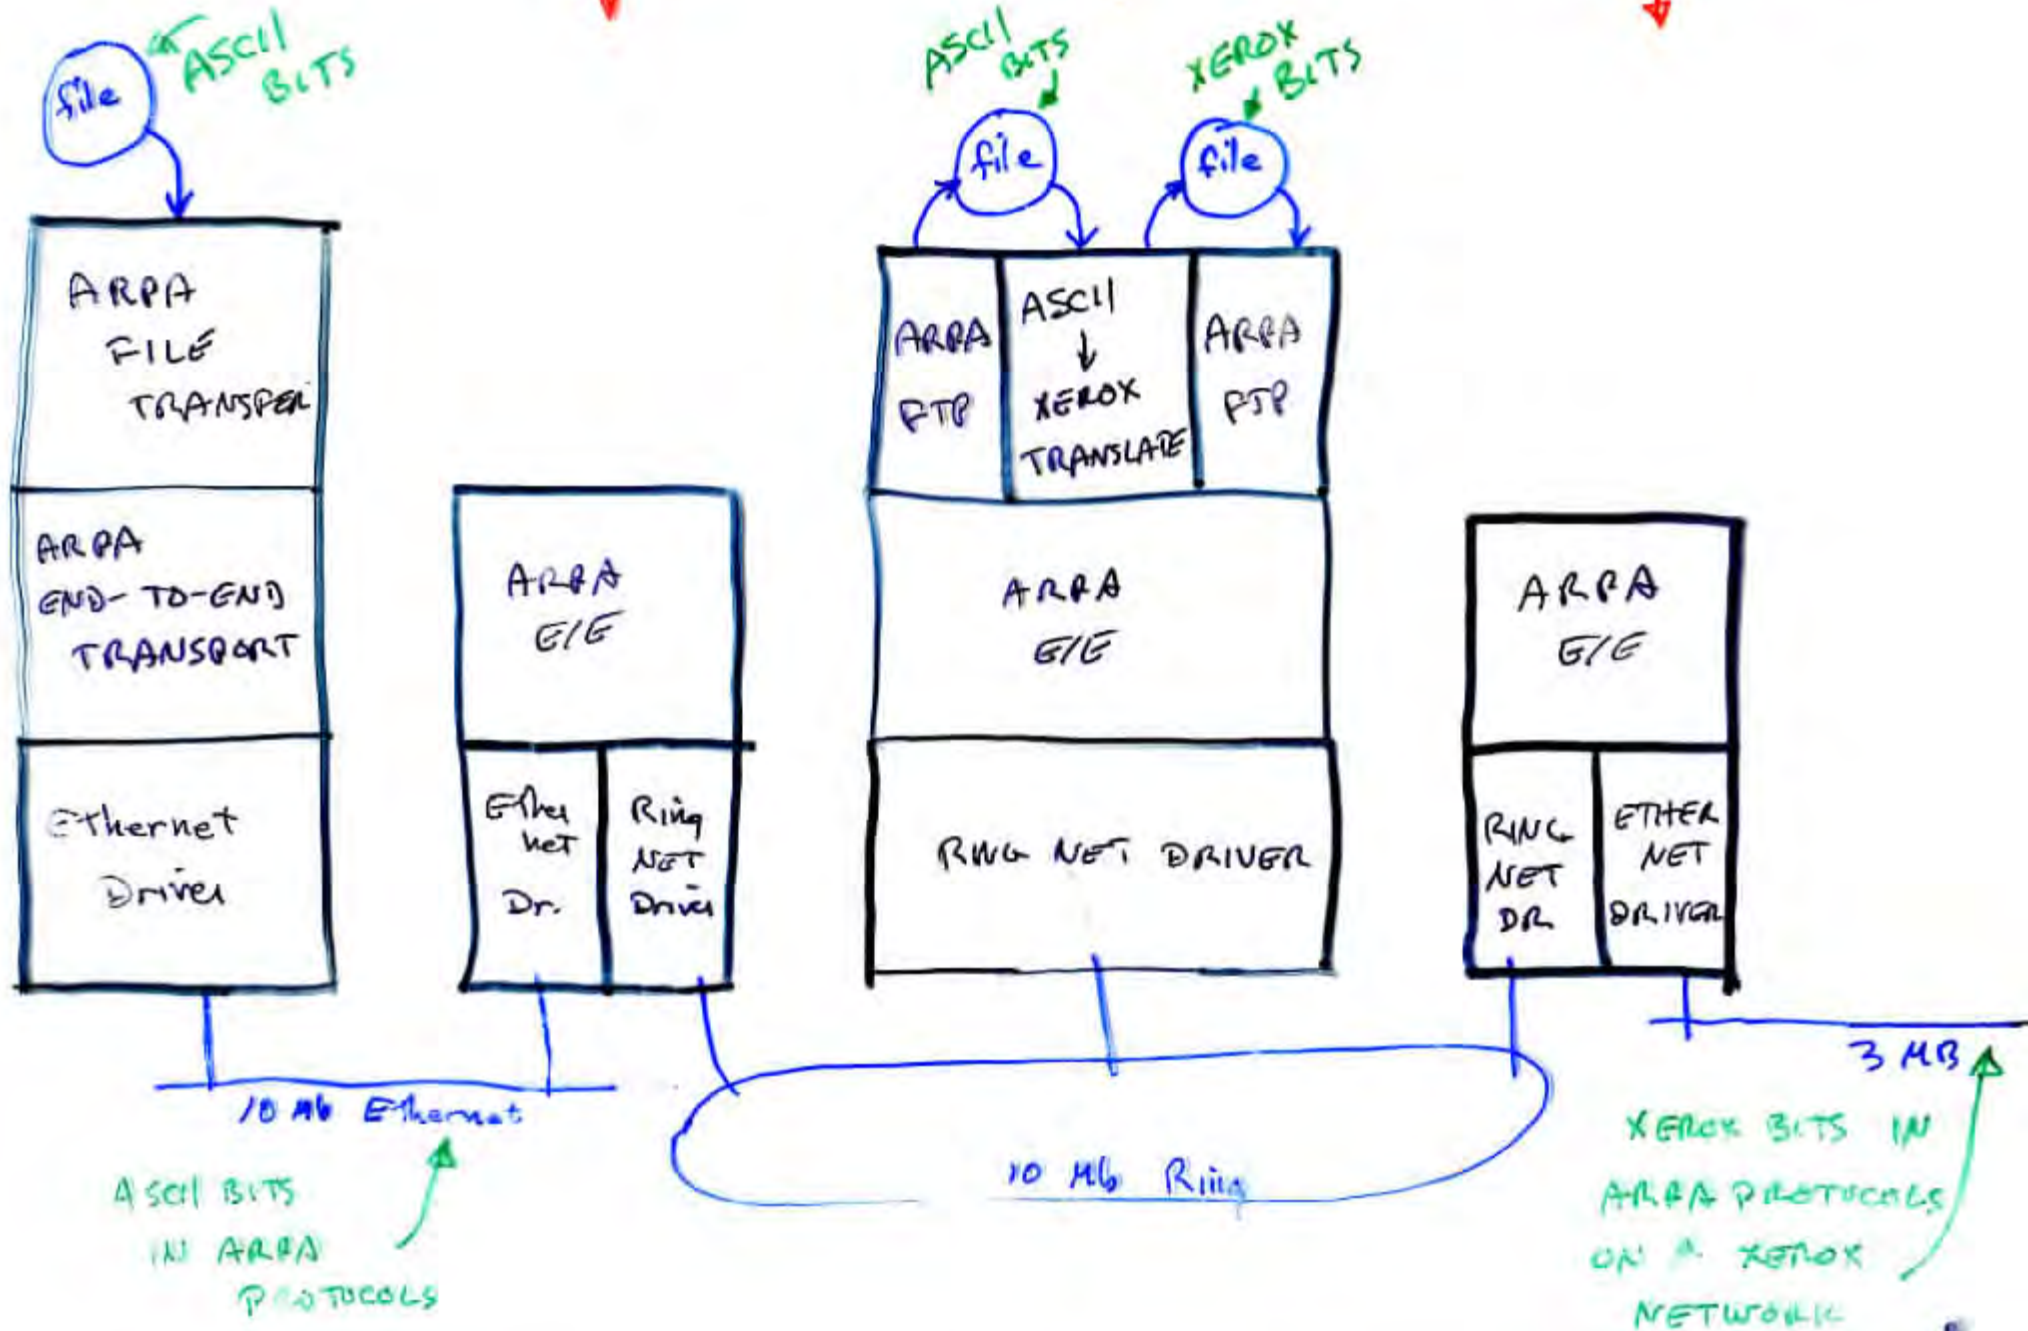 ASCII
BITS
file
ARPA
FILE
TRANSFER
ARPA
END-TO-END
TRANSPORT
Ethernet
Driver
ARPA
E/E
Ether
net
Dr.
Ring
NET
Driver
10 Mb Ethernet
ASCII BITS
IN ARPA
PROTOCOLS
ASCII
BITS
file
XEROX
BITS
file
ARPA
FTP
ASCII
↓
XEROX
TRANSLATE
ARPA
FTP
ARPA
E/E
RING NET DRIVER
10 Mb Ring
ARPA
E/E
RING
NET
DR
ETHER
NET
DRIVER
3 MB
XEROX BITS IN
ARPA PROTOCOLS
ON A XEROX
NETWORK